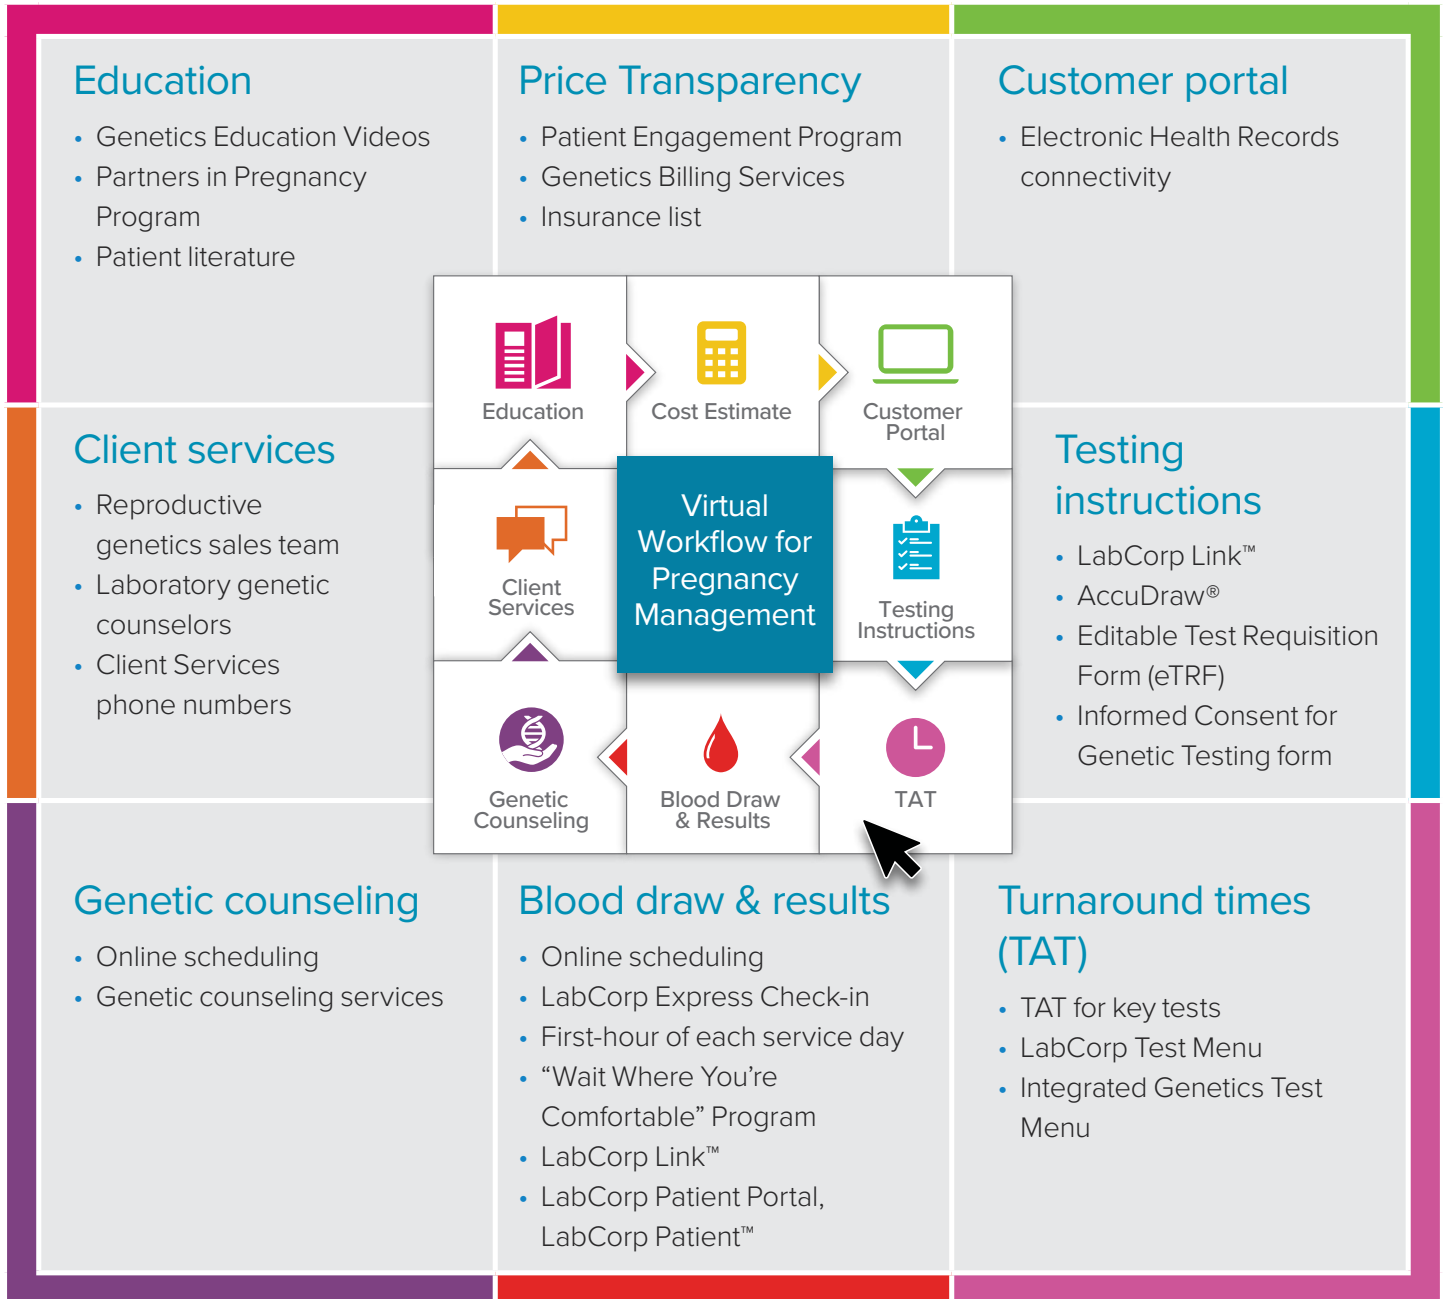 Education
• Genetics Education Videos
• Partners in Pregnancy
Program
• Patient literature
Price Transparency
• Patient Engagement Program
• Genetics Billing Services
• Insurance list
Customer portal
• Electronic Health Records
connectivity
Education
Cost Estimate
Customer
Portal
Client services
• Reproductive
genetics sales team
• Laboratory genetic
counselors
• Client Services
phone numbers
Client
Services
Virtual
Workflow for
Pregnancy
Management
Testing
Instructions
Testing
instructions
• LabCorp Link™
• AccuDraw®
• Editable Test Requisition
Form (eTRF)
• Informed Consent for
Genetic Testing form
Genetic
Counseling
Blood Draw
& Results
TAT
Genetic counseling
• Online scheduling
• Genetic counseling services
Blood draw & results
• Online scheduling
• LabCorp Express Check-in
• First-hour of each service day
• “Wait Where You’re
Comfortable” Program
• LabCorp Link™
• LabCorp Patient Portal,
LabCorp Patient™
Turnaround times
(TAT)
• TAT for key tests
• LabCorp Test Menu
• Integrated Genetics Test
Menu